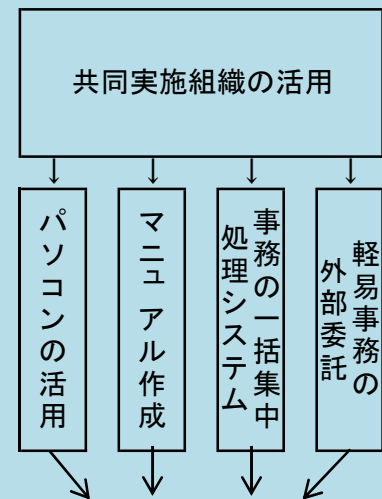 共同実施組織の活用
↓ ↓ ↓ ↓
パソコンの活用
マニュアル作成
事務の一括集中
処理システム
軽易事務の
外部委託